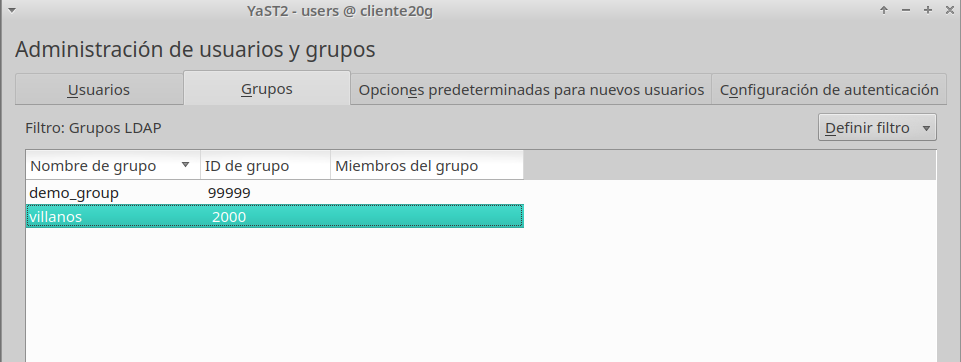 YaST2 - users @ cliente20g
Administración de usuarios y grupos
Usuarios Grupos Opciones predeterminadas para nuevos usuarios Configuración de autenticación
Filtro: Grupos LDAP Definir filtro
Nombre de grupo ID de grupo Miembros del grupo
demo_group 99999
villanos 2000